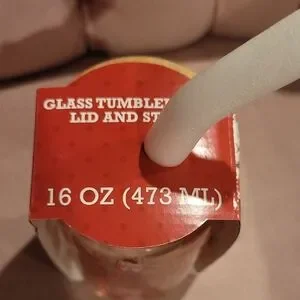 GLASS TUMBLE
LID AND ST
16 OZ (473 ML)